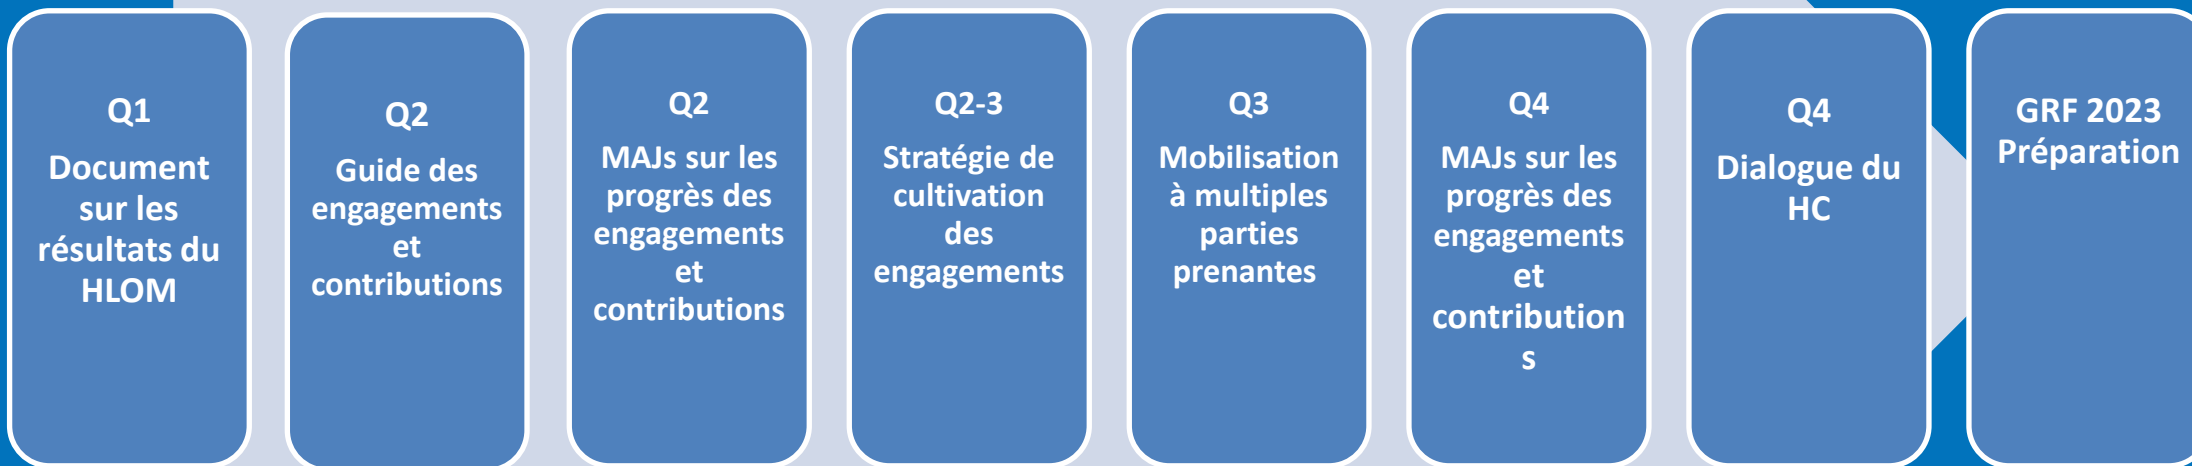 Q1
Document
sur les
résultats du
HLOM
Q2
Guide des
engagements
et
contributions
Q2
MAJs sur les
progrès des
engagements
et
contributions
Q2-3
Stratégie de
cultivation
des
engagements
Q3
Mobilisation
à multiples
parties
prenantes
Q4
MAJs sur les
progrès des
engagements
et
contribution
s
Q4
Dialogue du
HC
GRF 2023
Préparation